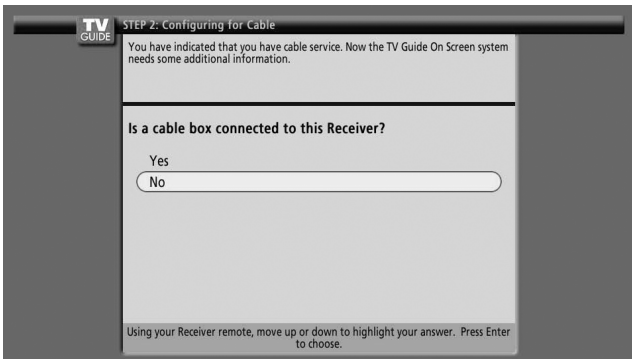 TV
GUIDE
STEP 2: Configuring for Cable
You have indicated that you have cable service. Now the TV Guide On Screen system
needs some additional information.
Is a cable box connected to this Receiver?
Yes
No
Using your Receiver remote, move up or down to highlight your answer. Press Enter
to choose.